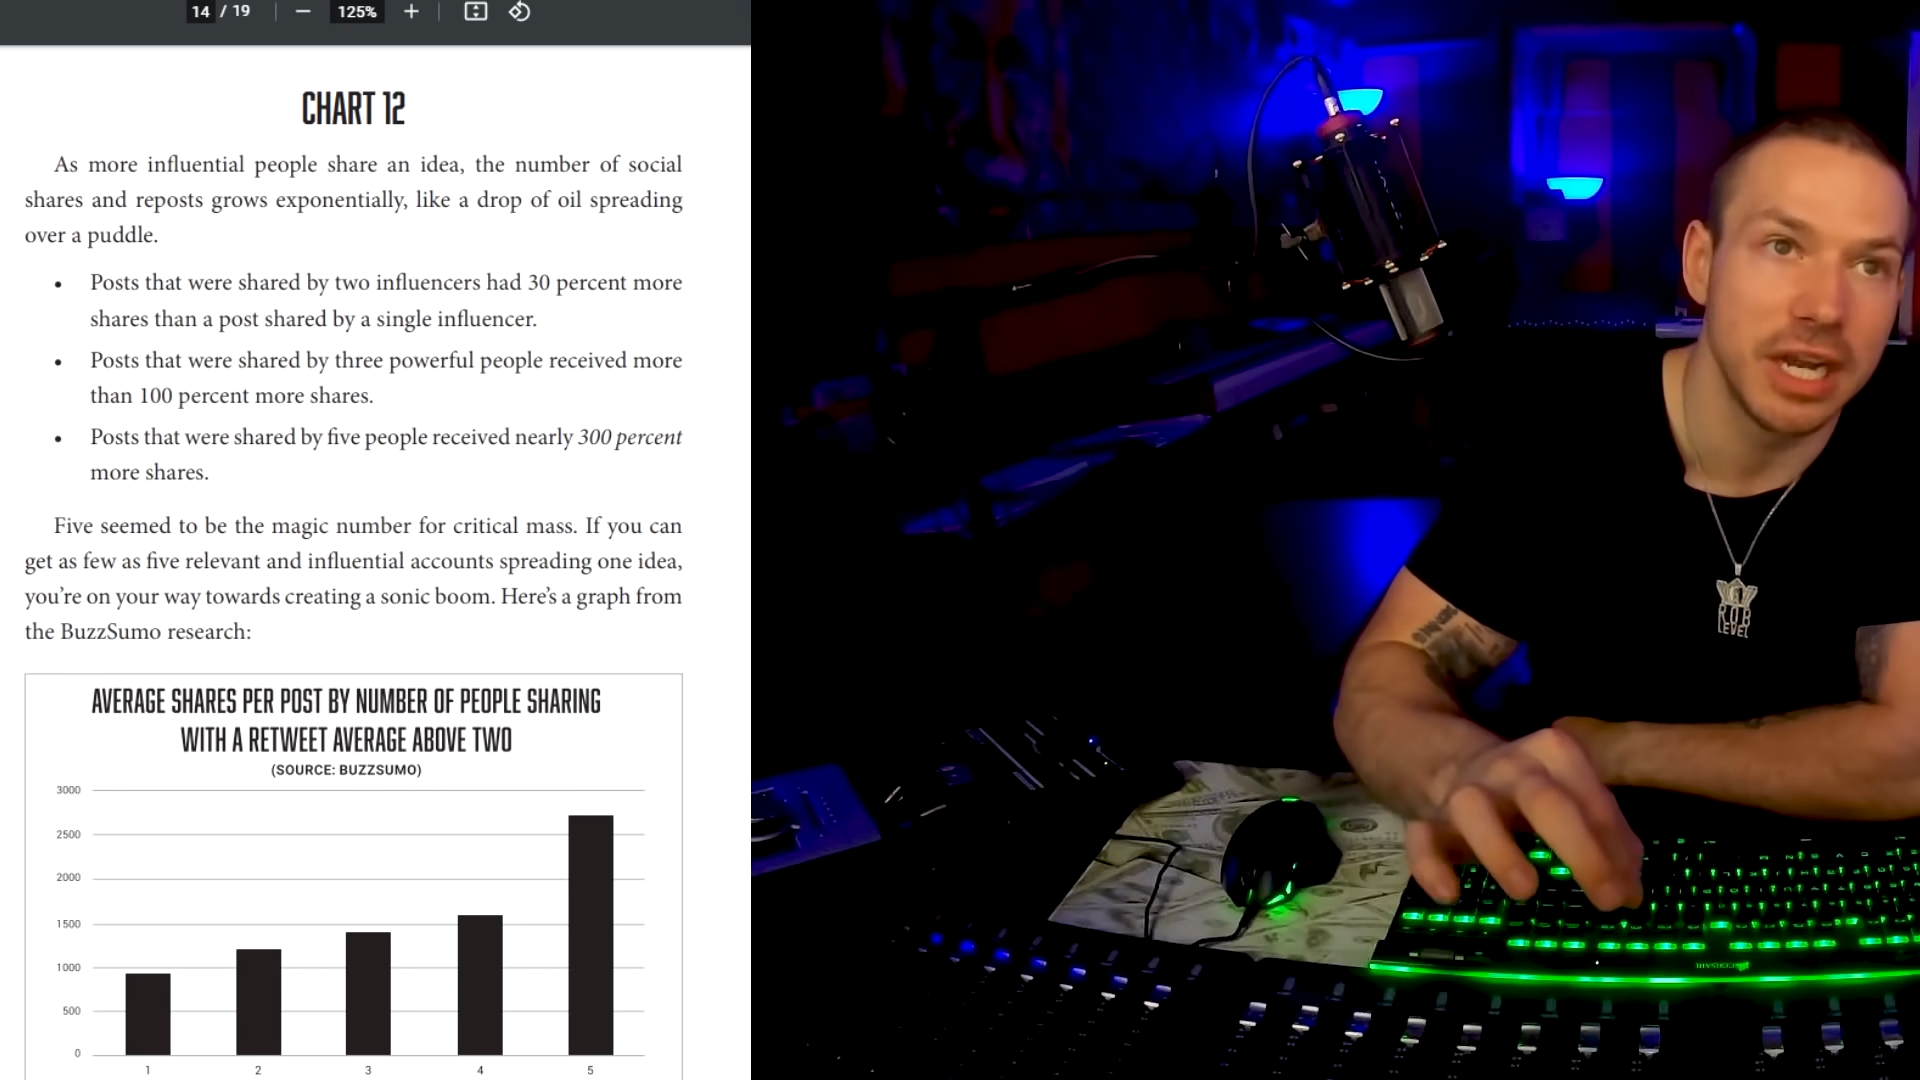 14 / 19
125%
CHART 12
As more influential people share an idea, the number of social
shares and reposts grows exponentially, like a drop of oil spreading
over a puddle.
• Posts that were shared by two influencers had 30 percent more
shares than a post shared by a single influencer.
• Posts that were shared by three powerful people received more
than 100 percent more shares.
• Posts that were shared by five people received nearly 300 percent
more shares.
Five seemed to be the magic number for critical mass. If you can
get as few as five relevant and influential accounts spreading one idea,
you’re on your way towards creating a sonic boom. Here’s a graph from
the BuzzSumo research:
AVERAGE SHARES PER POST BY NUMBER OF PEOPLE SHARING
WITH A RETWEET AVERAGE ABOVE TWO
(SOURCE: BUZZSUMO)
3000
2500
2000
1500
1000
500
0
1 2 3 4 5
ROB
LEVEL
CORSAIR